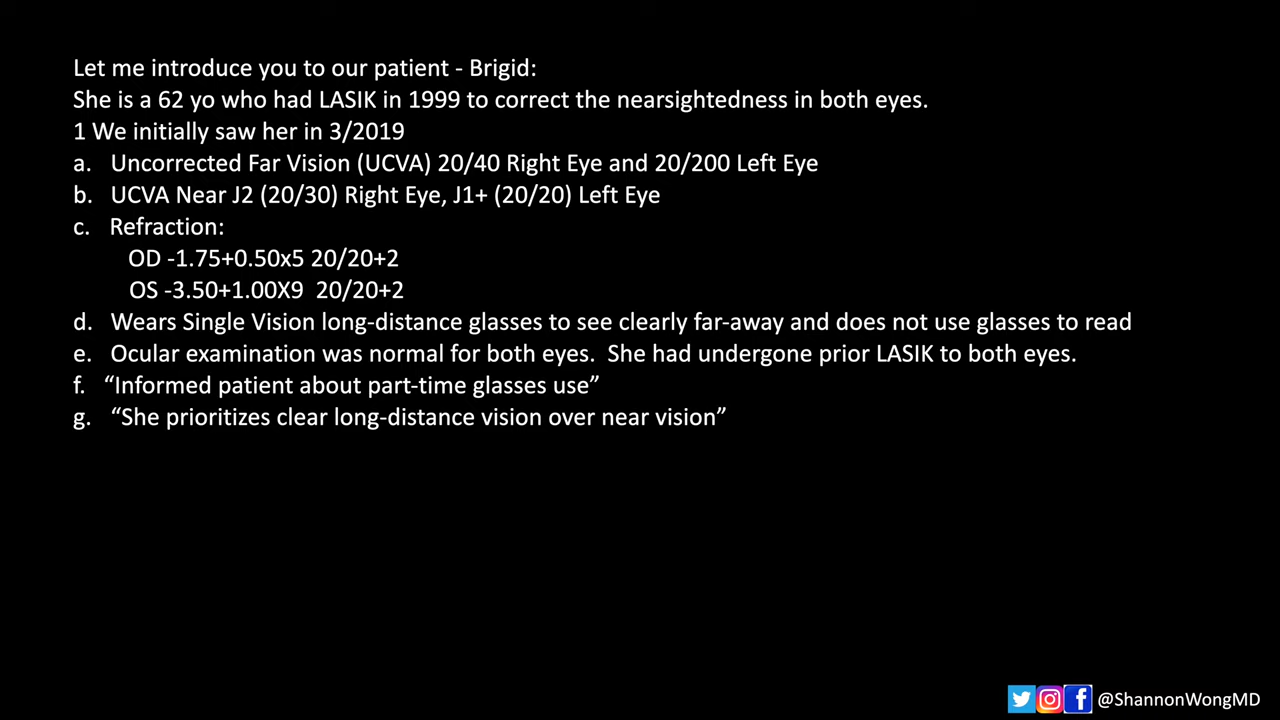 Let me introduce you to our patient - Brigid:
She is a 62 yo who had LASIK in 1999 to correct the nearsightedness in both eyes.
1 We initially saw her in 3/2019
a. Uncorrected Far Vision (UCVA) 20/40 Right Eye and 20/200 Left Eye
b. UCVA Near J2 (20/30) Right Eye, J1+ (20/20) Left Eye
c. Refraction:
OD -1.75+0.50x5 20/20+2
OS -3.50+1.00X9 20/20+2
d. Wears Single Vision long-distance glasses to see clearly far-away and does not use glasses to read
e. Ocular examination was normal for both eyes. She had undergone prior LASIK to both eyes.
f. “Informed patient about part-time glasses use”
g. “She prioritizes clear long-distance vision over near vision”
@ShannonWongMD